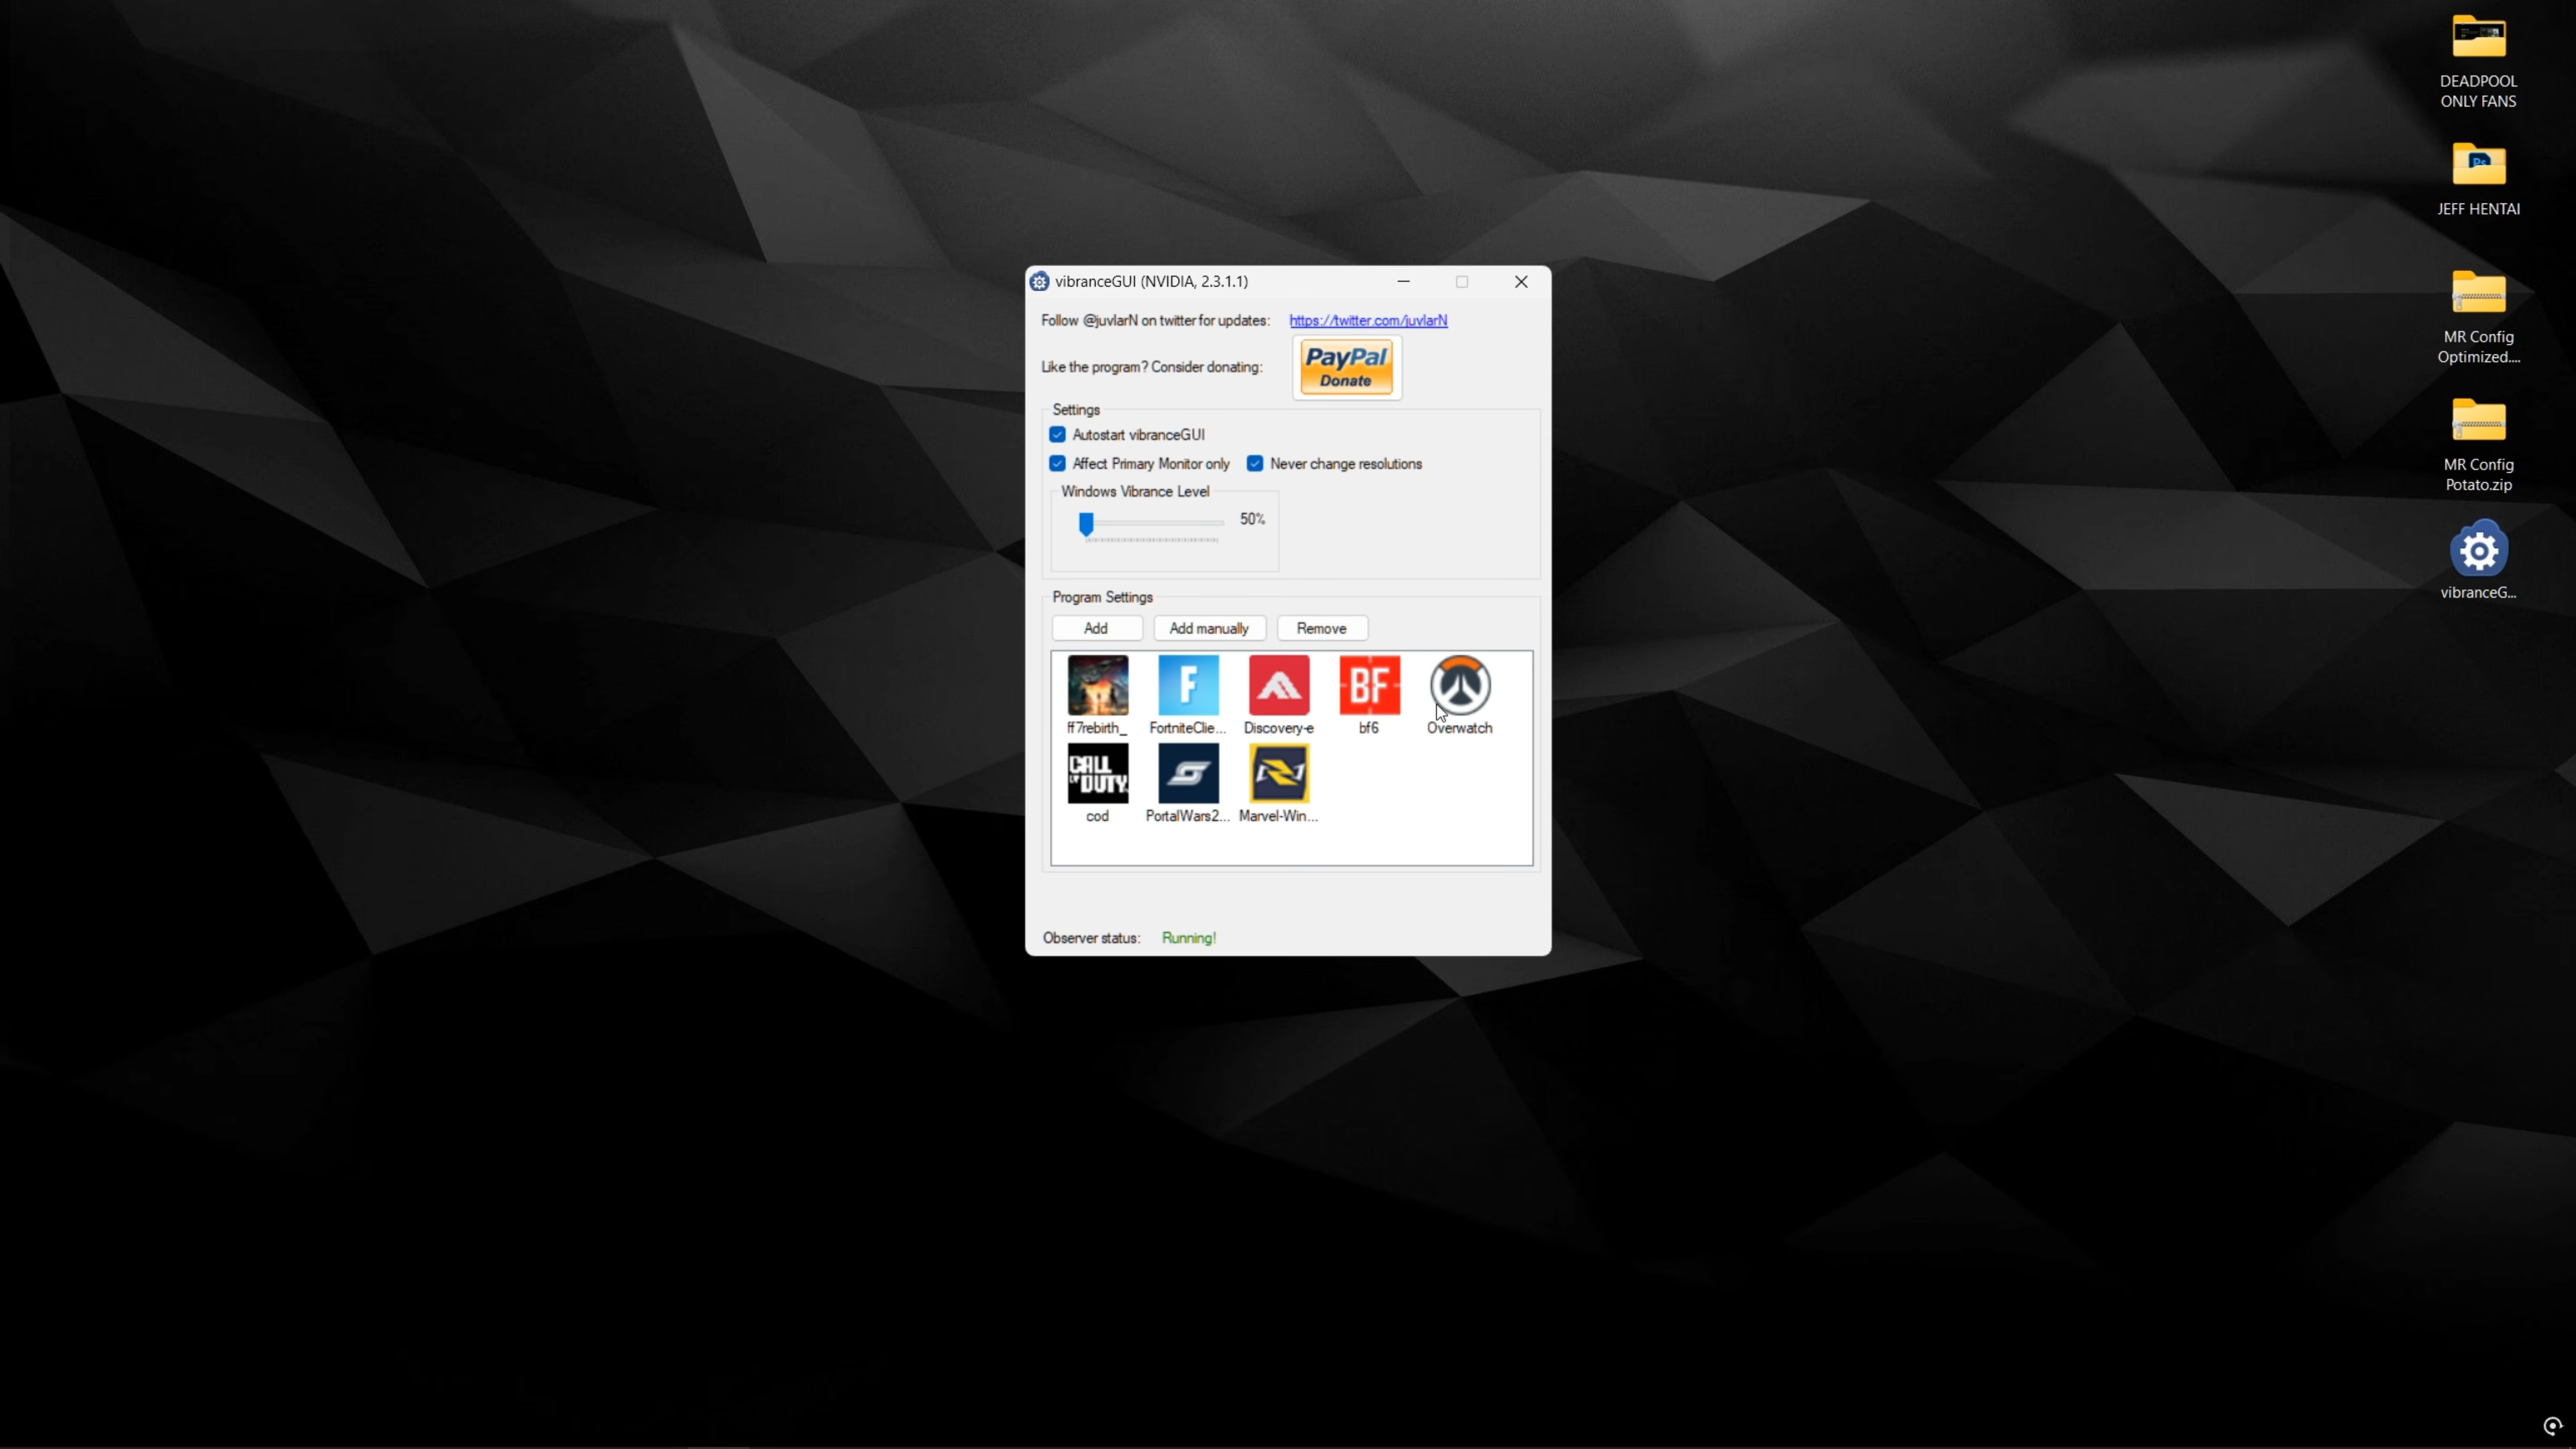 vibranceGUI (NVIDIA, 2.3.1.1)
Follow @juvlarN on twitter for updates: https://twitter.com/juvlarN
Like the program? Consider donating:
PayPal
Donate
Settings
Autostart vibranceGUI
Affect Primary Monitor only
Never change resolutions
Windows Vibrance Level
50%
Program Settings
Add
Add manually
Remove
F
BF
ff7rebirth_
FortniteClie...
Discovery-e
bf6
Overwatch
CALL
OF DUTY
cod
PortalWars2...
Marvel-Win...
Observer status: Running!
DEADPOOL
ONLY FANS
Ps
JEFF HENTAI
MR Config
Optimized....
MR Config
Potato.zip
vibranceG...